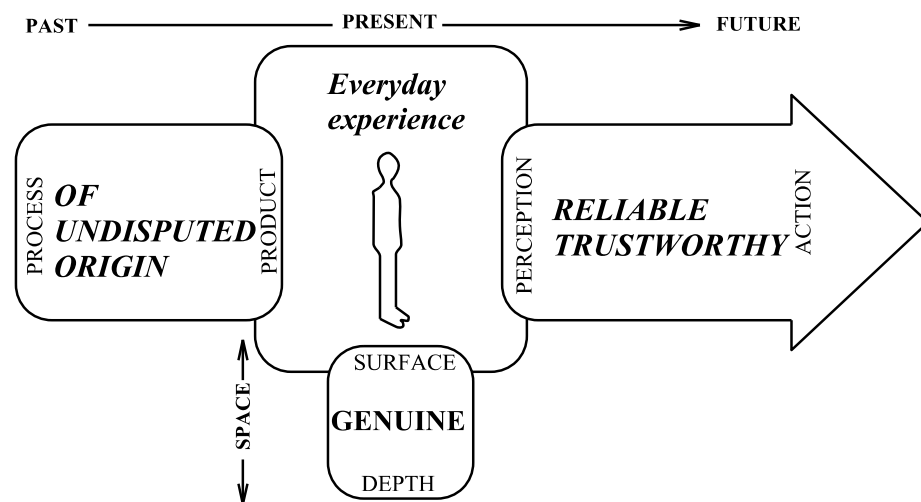 PAST PRESENT FUTURE
Everyday
experience
PROCESS
OF
UNDISPUTED
ORIGIN
PRODUCT
PERCEPTION
RELIABLE
TRUSTWORTHY
ACTION
SPACE
SURFACE
GENUINE
DEPTH